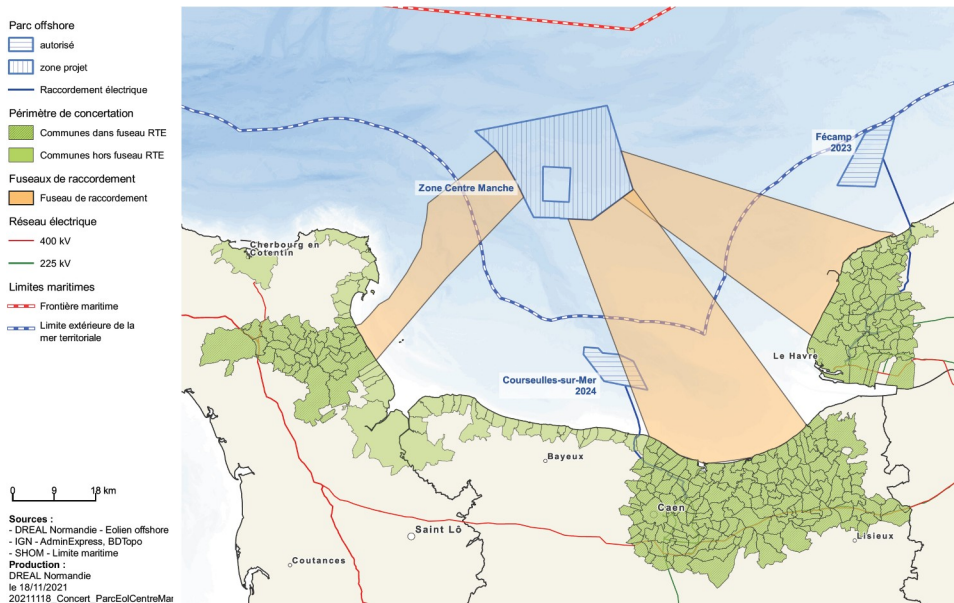 Parc offshore
autorisé
zone projet
Raccordement électrique
Périmètre de concertation
Communes dans fuseau RTE
Communes hors fuseau RTE
Fuseaux de raccordement
Fuseau de raccordement
Réseau électrique
400 kV
225 kV
Limites maritimes
Frontière maritime
Limite extérieure de la
mer territoriale
0 9 18 km
Sources :
- DREAL Normandie - Eolien offshore
- IGN - AdminExpress, BDTopo
- SHOM - Limite maritime
Production :
DREAL Normandie
le 18/11/2021
20211118_Concert_ParcEolCentreMar
Fécamp
2023
Zone Centre Manche
Cherbourg en
Cotentin
Le Havre
Courseulles-sur-Mer
2024
Bayeux
Caen
Saint Lô
Lisieux
Coutances